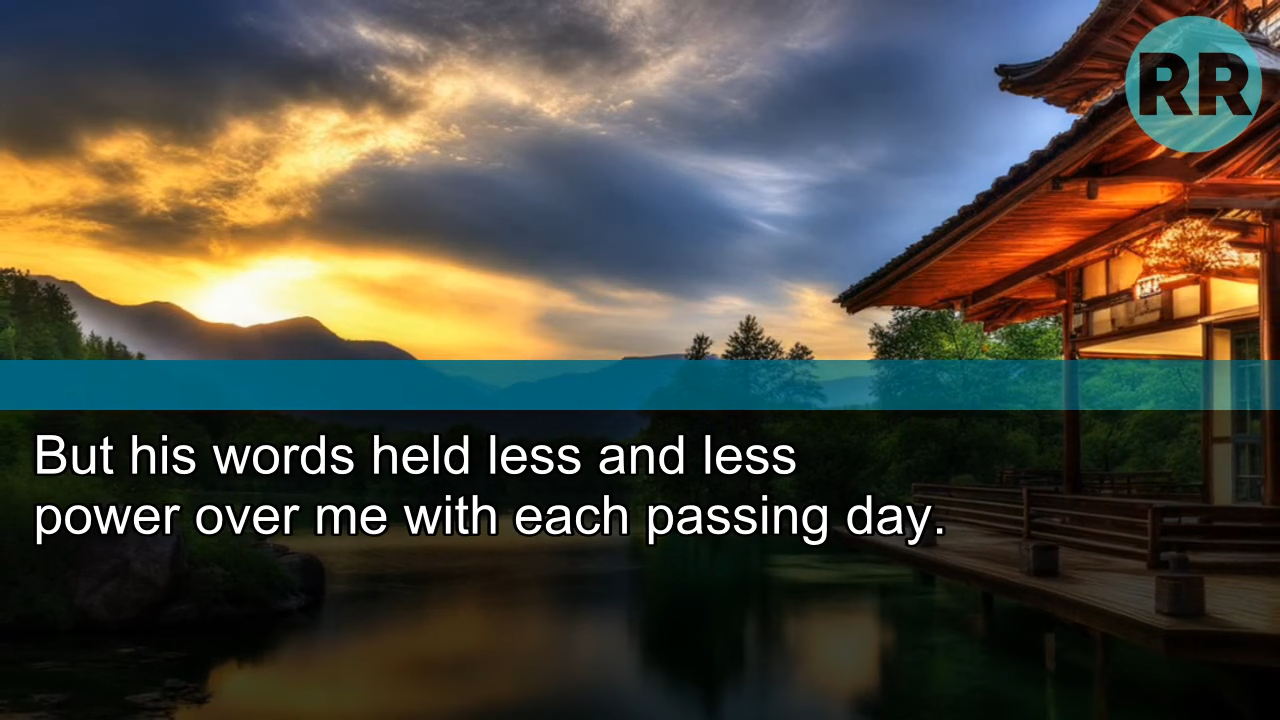 RR
But his words held less and less
power over me with each passing day.